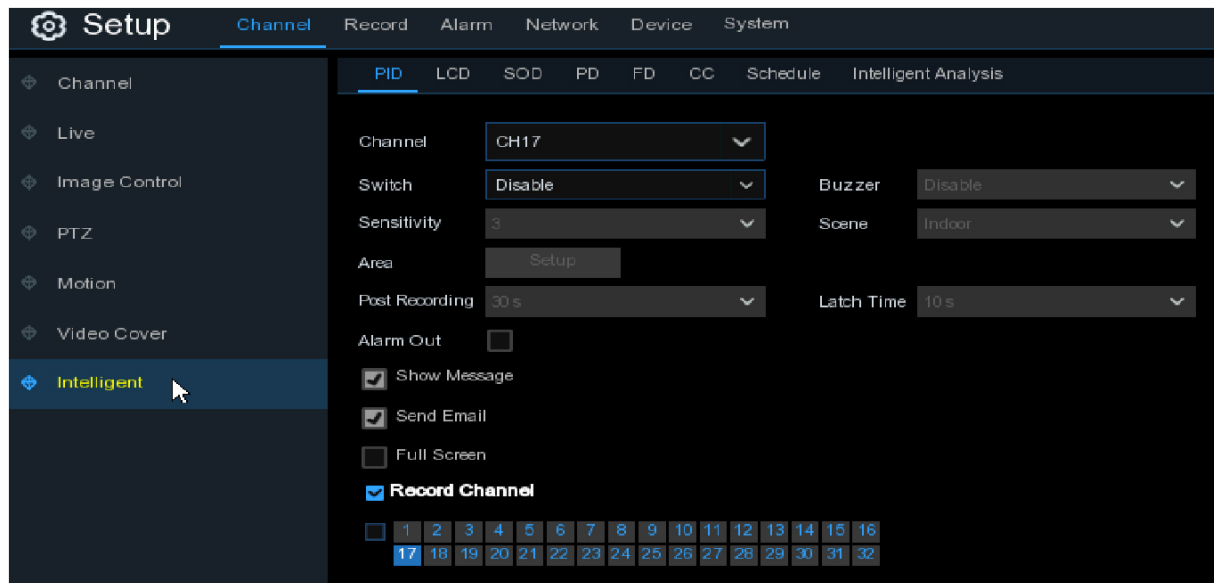 Setup Channel Record Alarm Network Device System
PID LCD SOD PD FD CC Schedule Intelligent Analysis
Channel
Live
Image Control
PTZ
Motion
Video Cover
Intelligent
Channel CH17
Switch Disable Buzzer Disable
Sensitivity 3 Scene Indoor
Area Setup
Post Recording 30 s Latch Time 10 s
Alarm Out
Show Message
Send Email
Full Screen
Record Channel
1 2 3 4 5 6 7 8 9 10 11 12 13 14 15 16
17 18 19 20 21 22 23 24 25 26 27 28 29 30 31 32